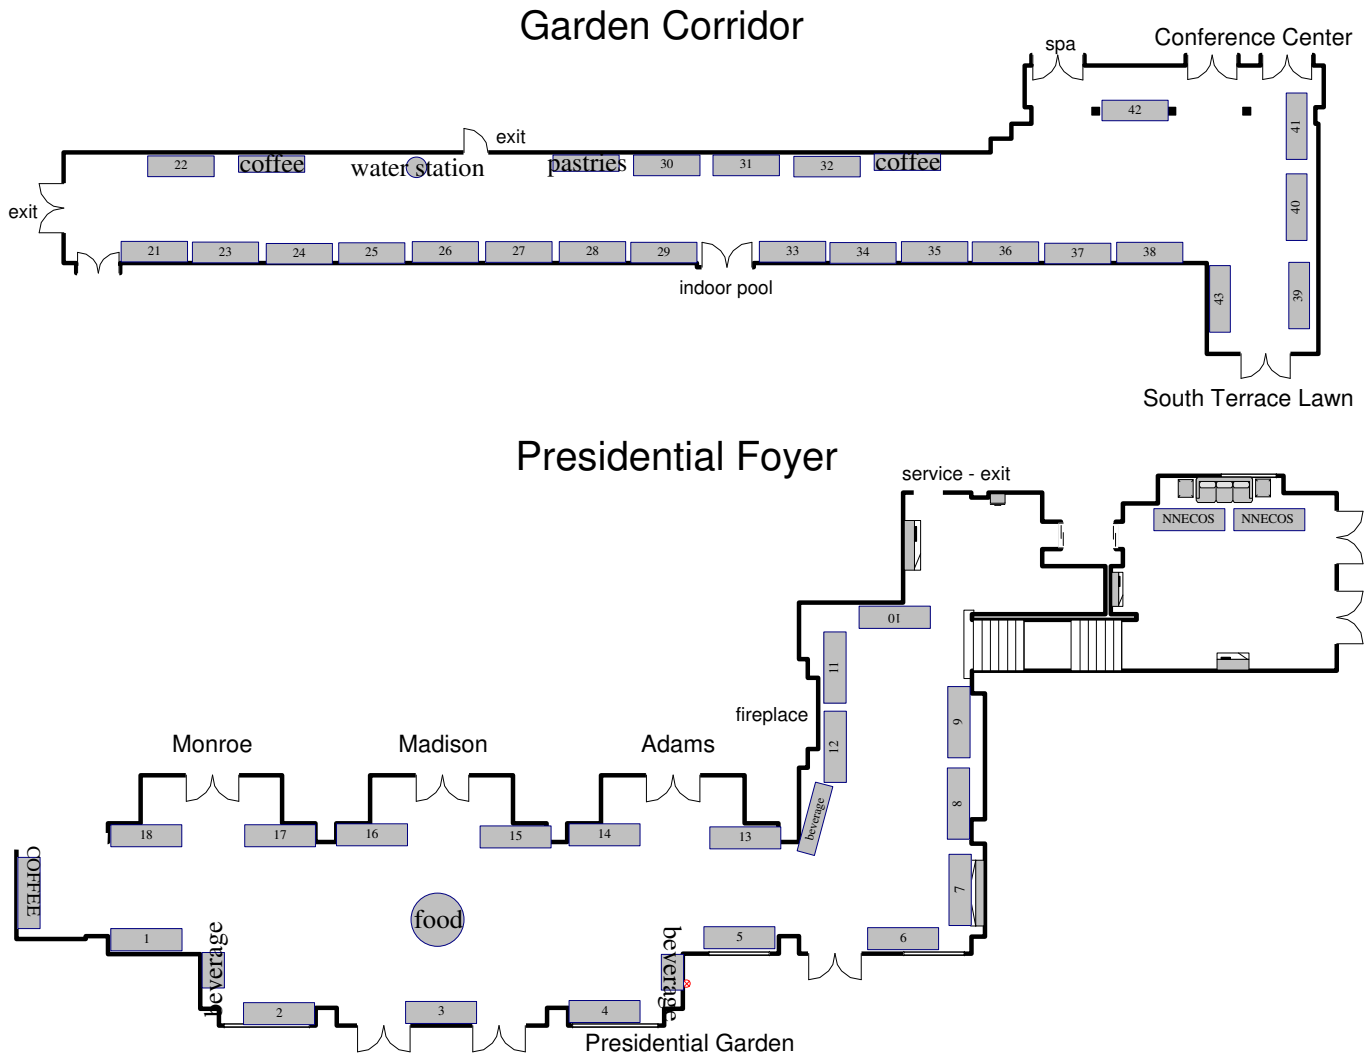 Garden Corridor
spa
Conference Center
42
41
exit
22
coffee
water station
pastries
30
31
32
coffee
exit
40
21
23
24
25
26
27
28
29
33
34
35
36
37
38
43
39
indoor pool
South Terrace Lawn
Presidential Foyer
service - exit
NNECOS
NNECOS
10
11
fireplace
12
9
Monroe
Madison
Adams
beverage
8
18
17
16
15
14
13
COFFEE
7
food
1
beverage
beverage
5
6
2
3
4
Presidential Garden